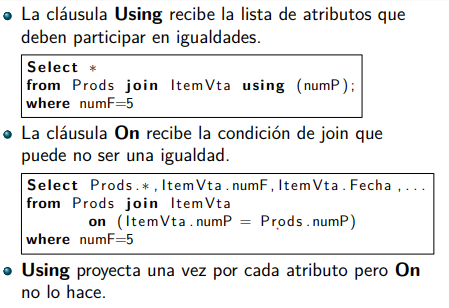 La cláusula Using recibe la lista de atributos que
deben participar en igualdades.
Select *
from Prods join ItemVta using (numP);
where numF=5
La cláusula On recibe la condición de join que
puede no ser una igualdad.
Select Prods.*,ItemVta.numF,ItemVta.Fecha,...
from Prods join ItemVta
on (ItemVta.numP = Prods.numP)
where numF=5
Using proyecta una vez por cada atributo pero On
no lo hace.